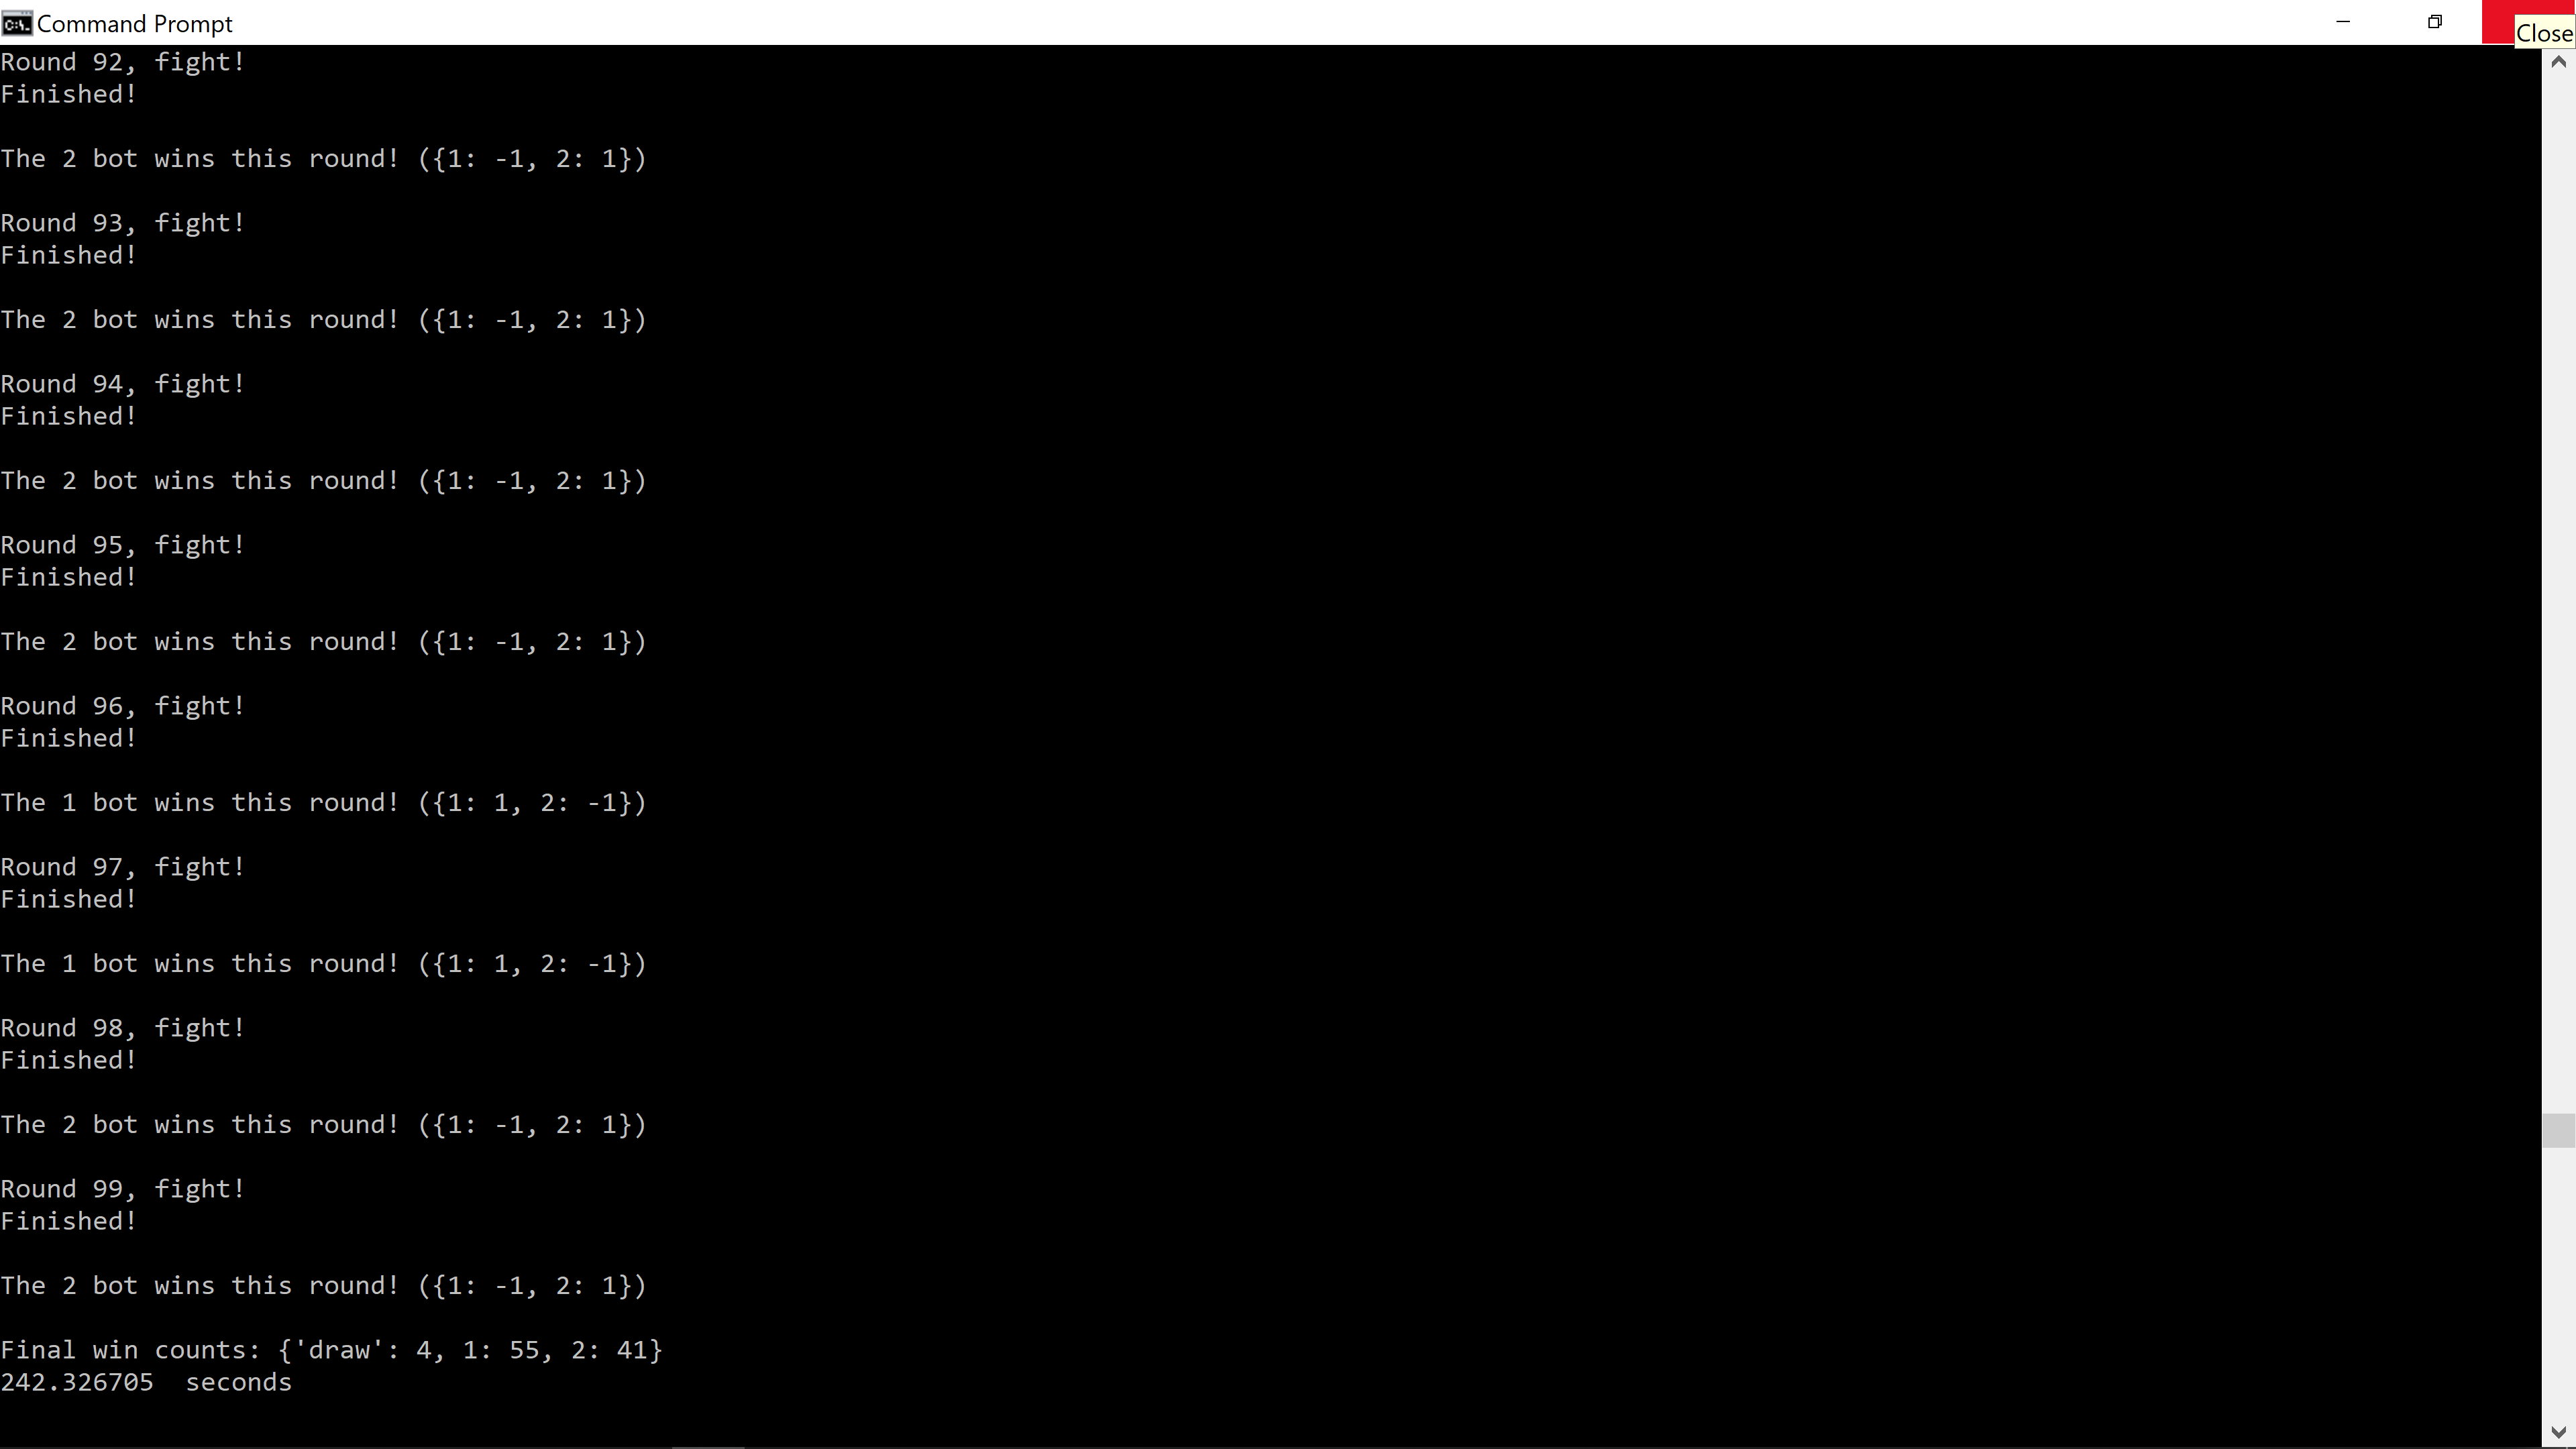 Command Prompt
Close
Round 92, fight!
Finished!
The 2 bot wins this round! ({1: -1, 2: 1})
Round 93, fight!
Finished!
The 2 bot wins this round! ({1: -1, 2: 1})
Round 94, fight!
Finished!
The 2 bot wins this round! ({1: -1, 2: 1})
Round 95, fight!
Finished!
The 2 bot wins this round! ({1: -1, 2: 1})
Round 96, fight!
Finished!
The 1 bot wins this round! ({1: 1, 2: -1})
Round 97, fight!
Finished!
The 1 bot wins this round! ({1: 1, 2: -1})
Round 98, fight!
Finished!
The 2 bot wins this round! ({1: -1, 2: 1})
Round 99, fight!
Finished!
The 2 bot wins this round! ({1: -1, 2: 1})
Final win counts: {'draw': 4, 1: 55, 2: 41}
242.326705  seconds